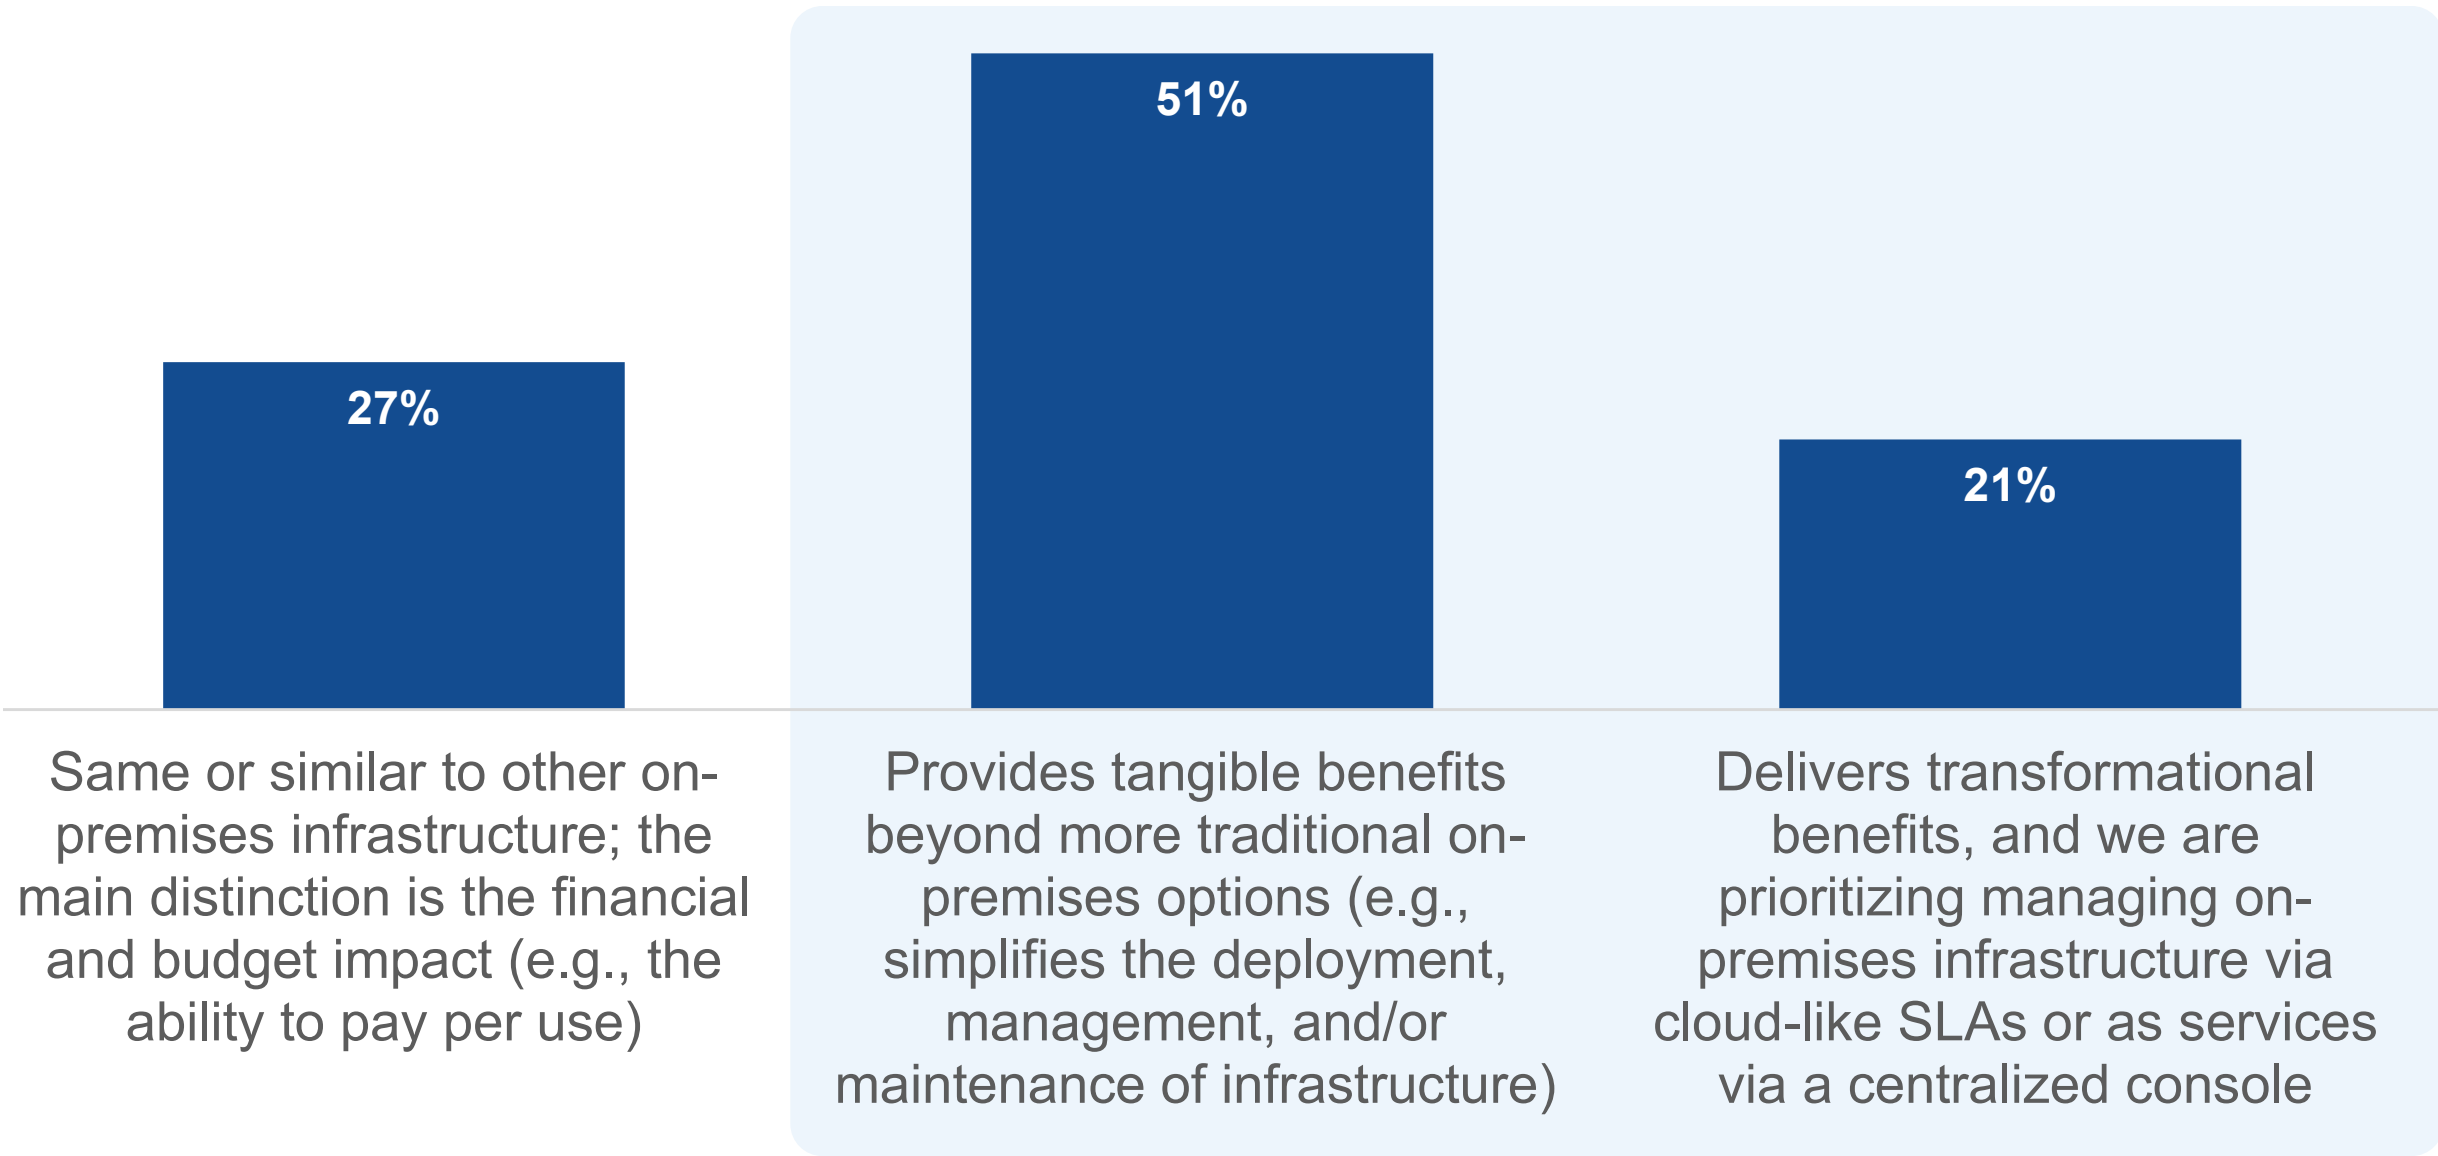 27%
51%
21%
Same or similar to other on-
premises infrastructure; the
main distinction is the financial
and budget impact (e.g., the
ability to pay per use)
Provides tangible benefits
beyond more traditional on-
premises options (e.g.,
simplifies the deployment,
management, and/or
maintenance of infrastructure)
Delivers transformational
benefits, and we are
prioritizing managing on-
premises infrastructure via
cloud-like SLAs or as services
via a centralized console